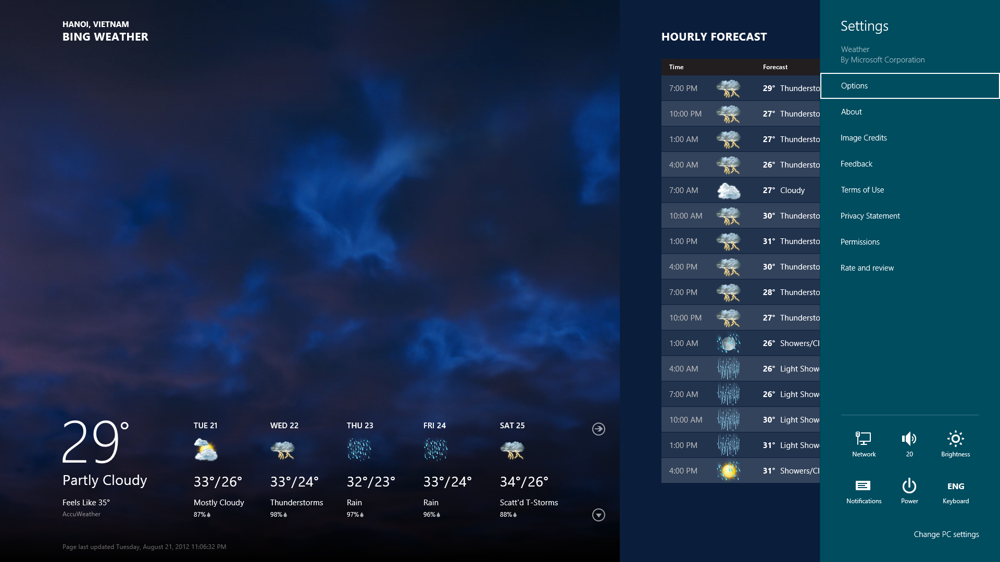 HANOI, VIETNAM
BING WEATHER
29°
Partly Cloudy
Feels Like 35°
AccuWeather
TUE 21
33°/26°
Mostly Cloudy
87%
WED 22
33°/24°
Thunderstorms
98%
THU 23
32°/23°
Rain
97%
FRI 24
33°/24°
Rain
96%
SAT 25
34°/26°
Scatt'd T-Storms
88%
Page last updated Tuesday, August 21, 2012 11:06:32 PM
HOURLY FORECAST
Time Forecast
7:00 PM 29° Thundersto
10:00 PM 27° Thundersto
1:00 AM 27° Thundersto
4:00 AM 26° Thundersto
7:00 AM 27° Cloudy
10:00 AM 30° Thundersto
1:00 PM 31° Thundersto
4:00 PM 30° Thundersto
7:00 PM 28° Thundersto
10:00 PM 27° Thundersto
1:00 AM 26° Showers/Cl
4:00 AM 26° Light Show
7:00 AM 26° Light Show
10:00 AM 30° Light Show
1:00 PM 31° Light Show
4:00 PM 31° Showers/Cl
Settings
Weather
By Microsoft Corporation
Options
About
Image Credits
Feedback
Terms of Use
Privacy Statement
Permissions
Rate and review
Network 20 Brightness
ENG
Notifications Power Keyboard
Change PC settings